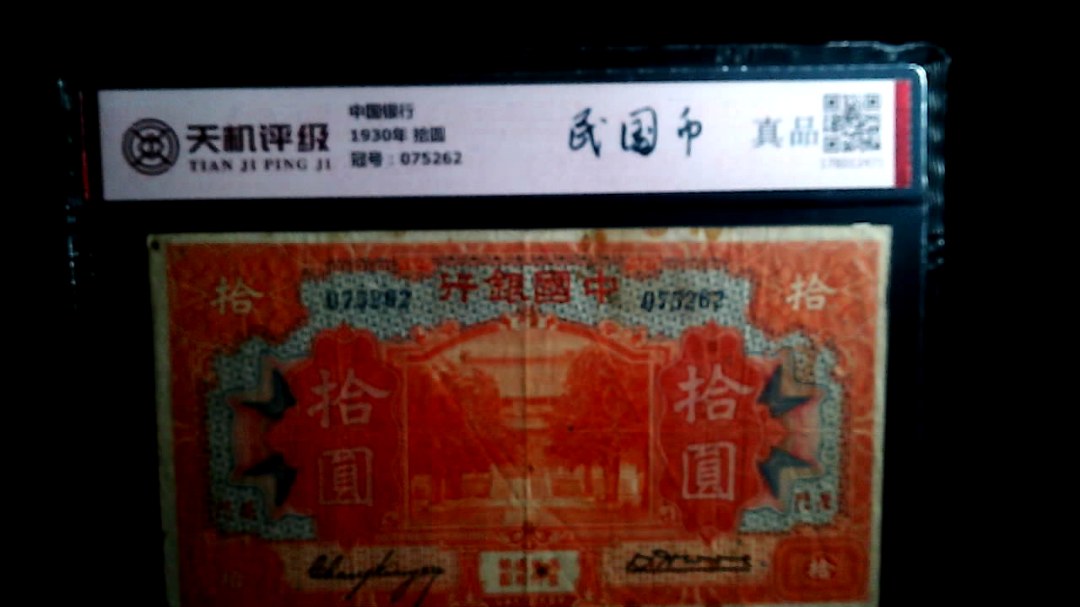 天机评级
TIAN JI PING JI
中国银行
1930年 拾圆
冠号：075262
民国币
真品
拾
行銀國中
拾
075262
075262
拾
圓
拾
圓
拾
拾